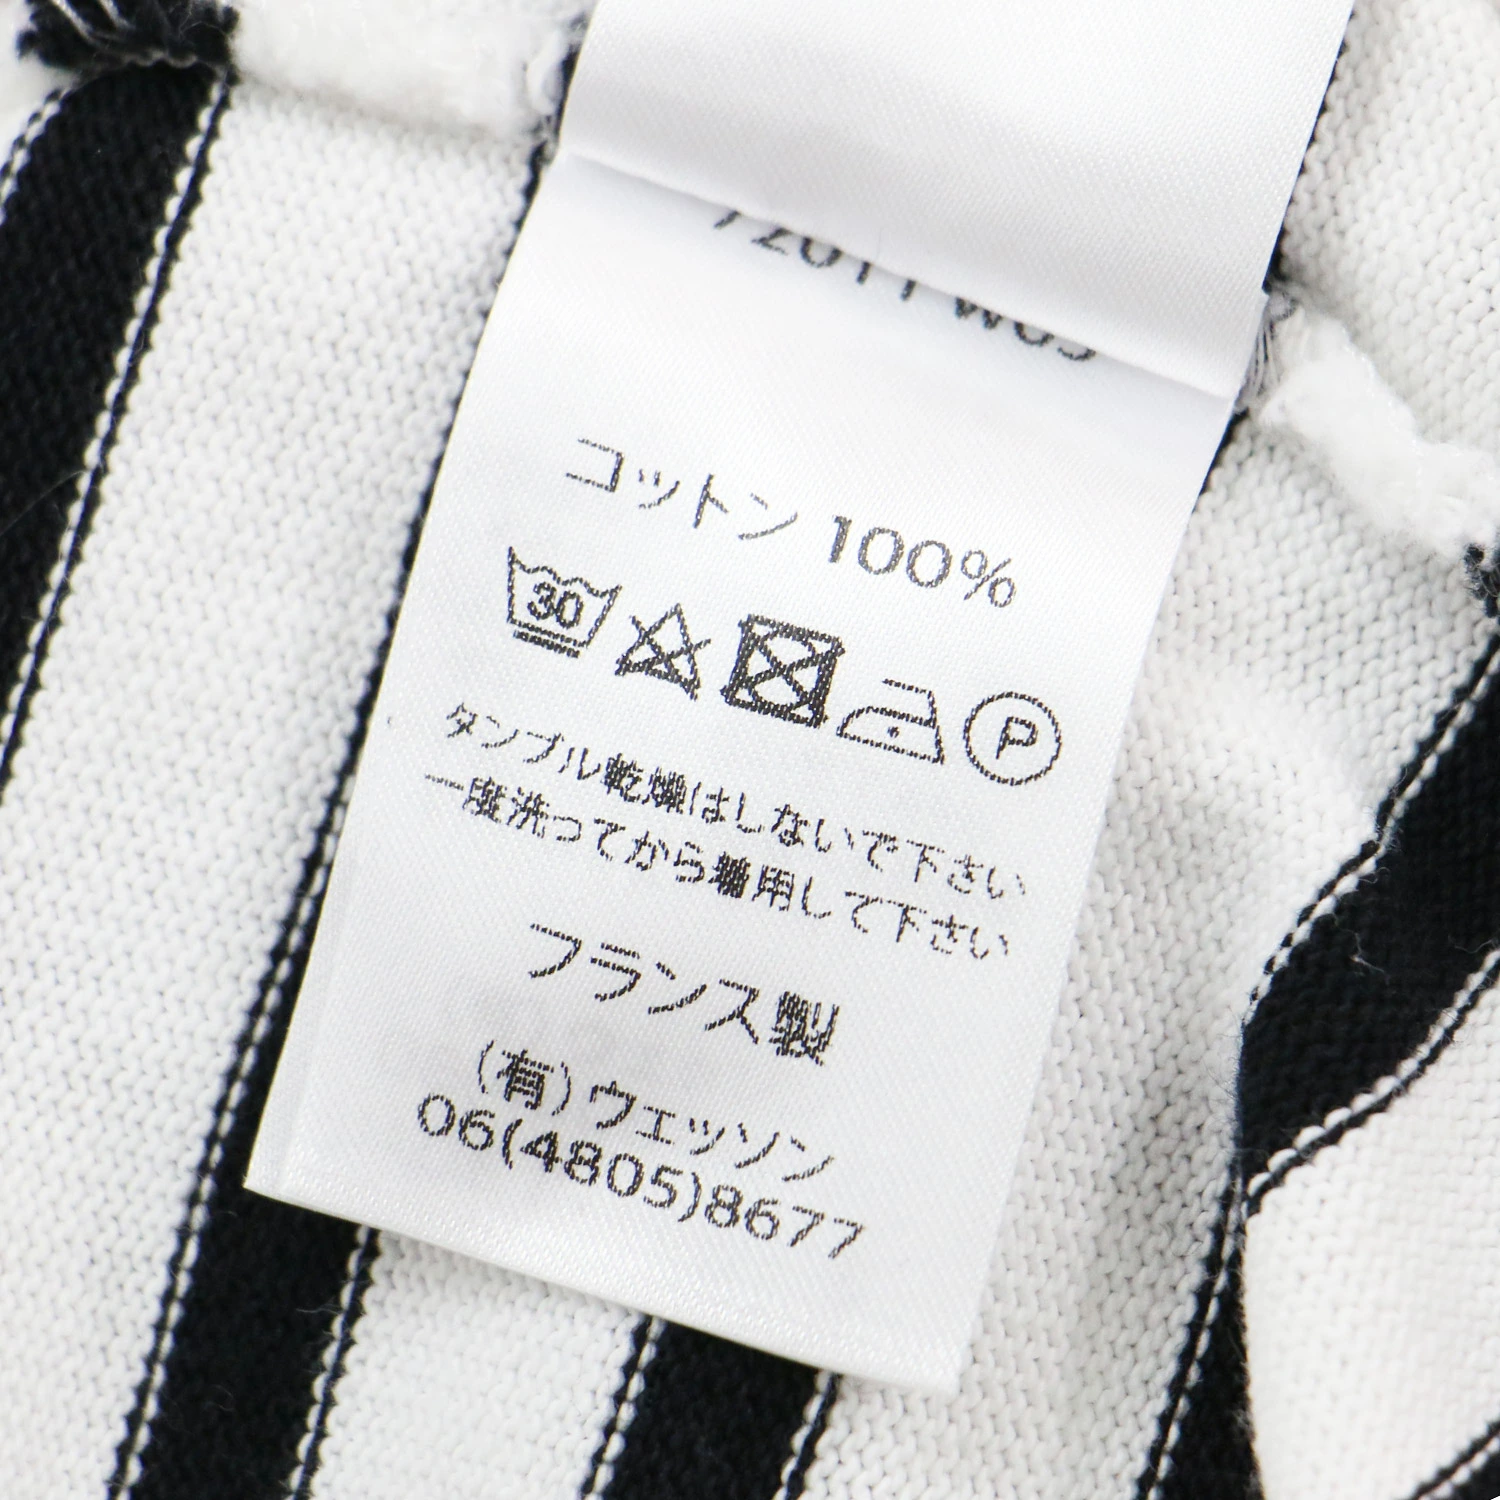 コットン 100%
30
P
タンブル乾燥はしないで下さい
一度洗ってから着用して下さい
フランス製
(有)ウエッソン
06(4805)8677